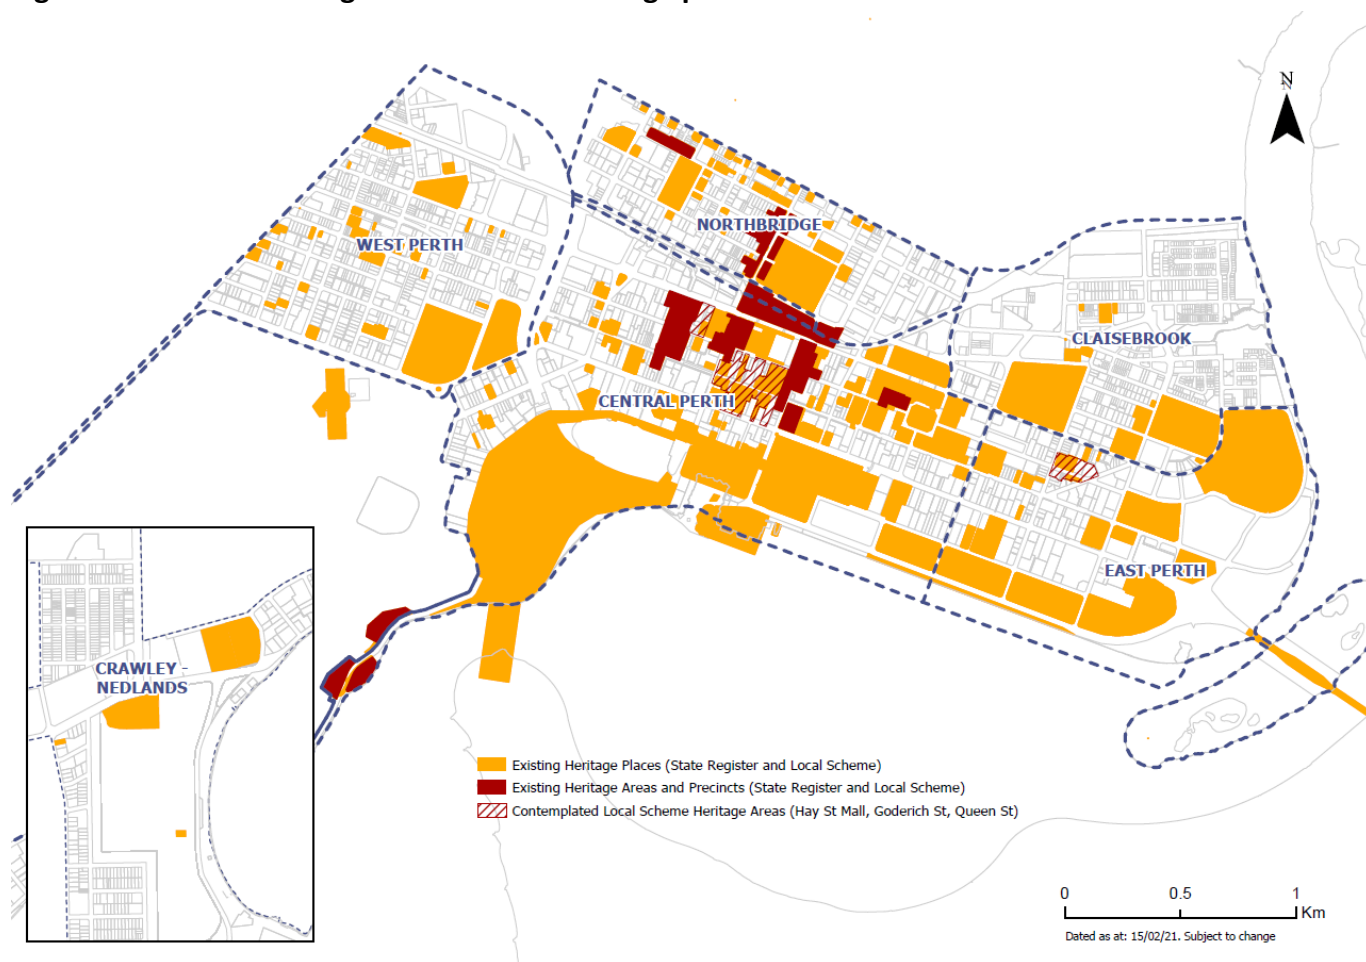 N
NORTHBRIDGE
WEST PERTH
CLAISEBROOK
CENTRAL PERTH
EAST PERTH
CRAWLEY -
NEDLANDS
Existing Heritage Places (State Register and Local Scheme)
Existing Heritage Areas and Precincts (State Register and Local Scheme)
Contemplated Local Scheme Heritage Areas (Hay St Mall, Goderich St, Queen St)
0 0.5 1
Km
Dated as at: 15/02/21. Subject to change